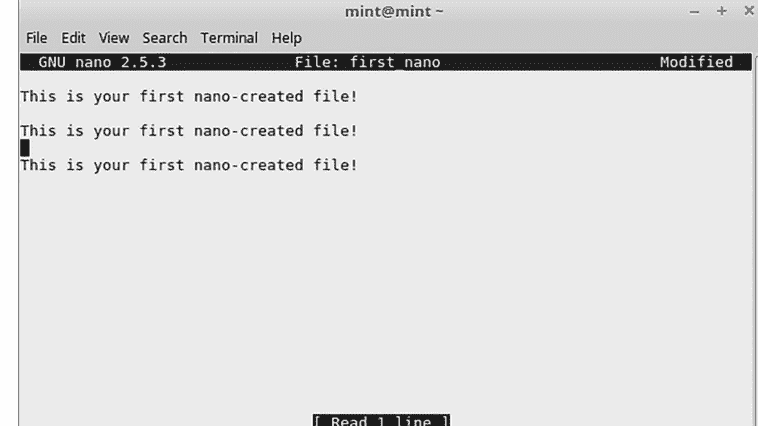 mint@mint ~
File Edit View Search Terminal Help
GNU nano 2.5.3 File: first_nano Modified
This is your first nano-created file!
This is your first nano-created file!
This is your first nano-created file!
[ Read 1 line ]